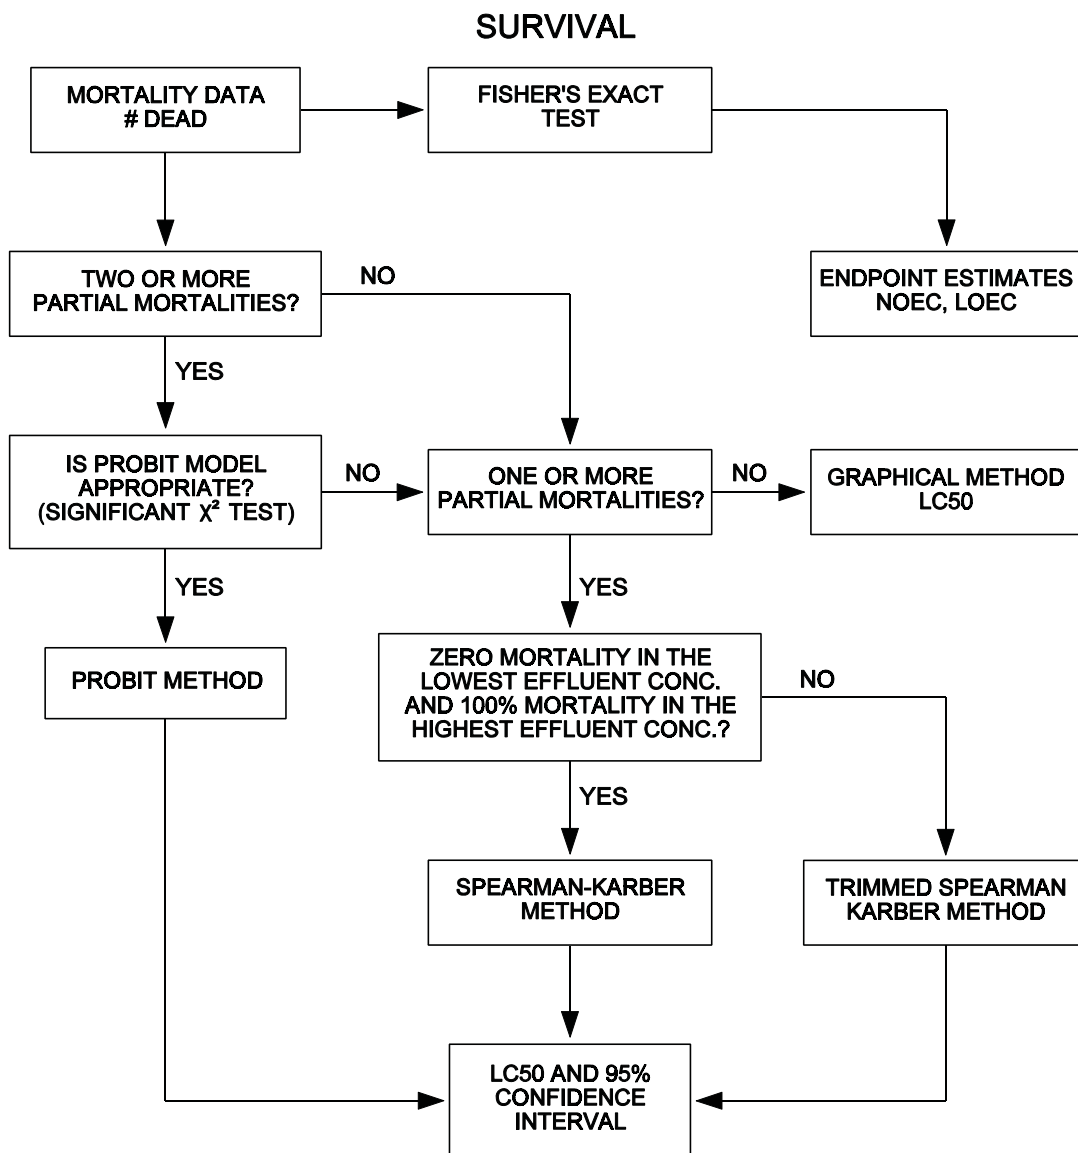 SURVIVAL
MORTALITY DATA
# DEAD
FISHER'S EXACT
TEST
TWO OR MORE
PARTIAL MORTALITIES?
NO
ENDPOINT ESTIMATES
NOEC, LOEC
YES
IS PROBIT MODEL
APPROPRIATE?
(SIGNIFICANT χ² TEST)
NO
ONE OR MORE
PARTIAL MORTALITIES?
NO
GRAPHICAL METHOD
LC50
YES
YES
PROBIT METHOD
ZERO MORTALITY IN THE
LOWEST EFFLUENT CONC.
AND 100% MORTALITY IN THE
HIGHEST EFFLUENT CONC.?
NO
YES
SPEARMAN-KARBER
METHOD
TRIMMED SPEARMAN
KARBER METHOD
LC50 AND 95%
CONFIDENCE
INTERVAL